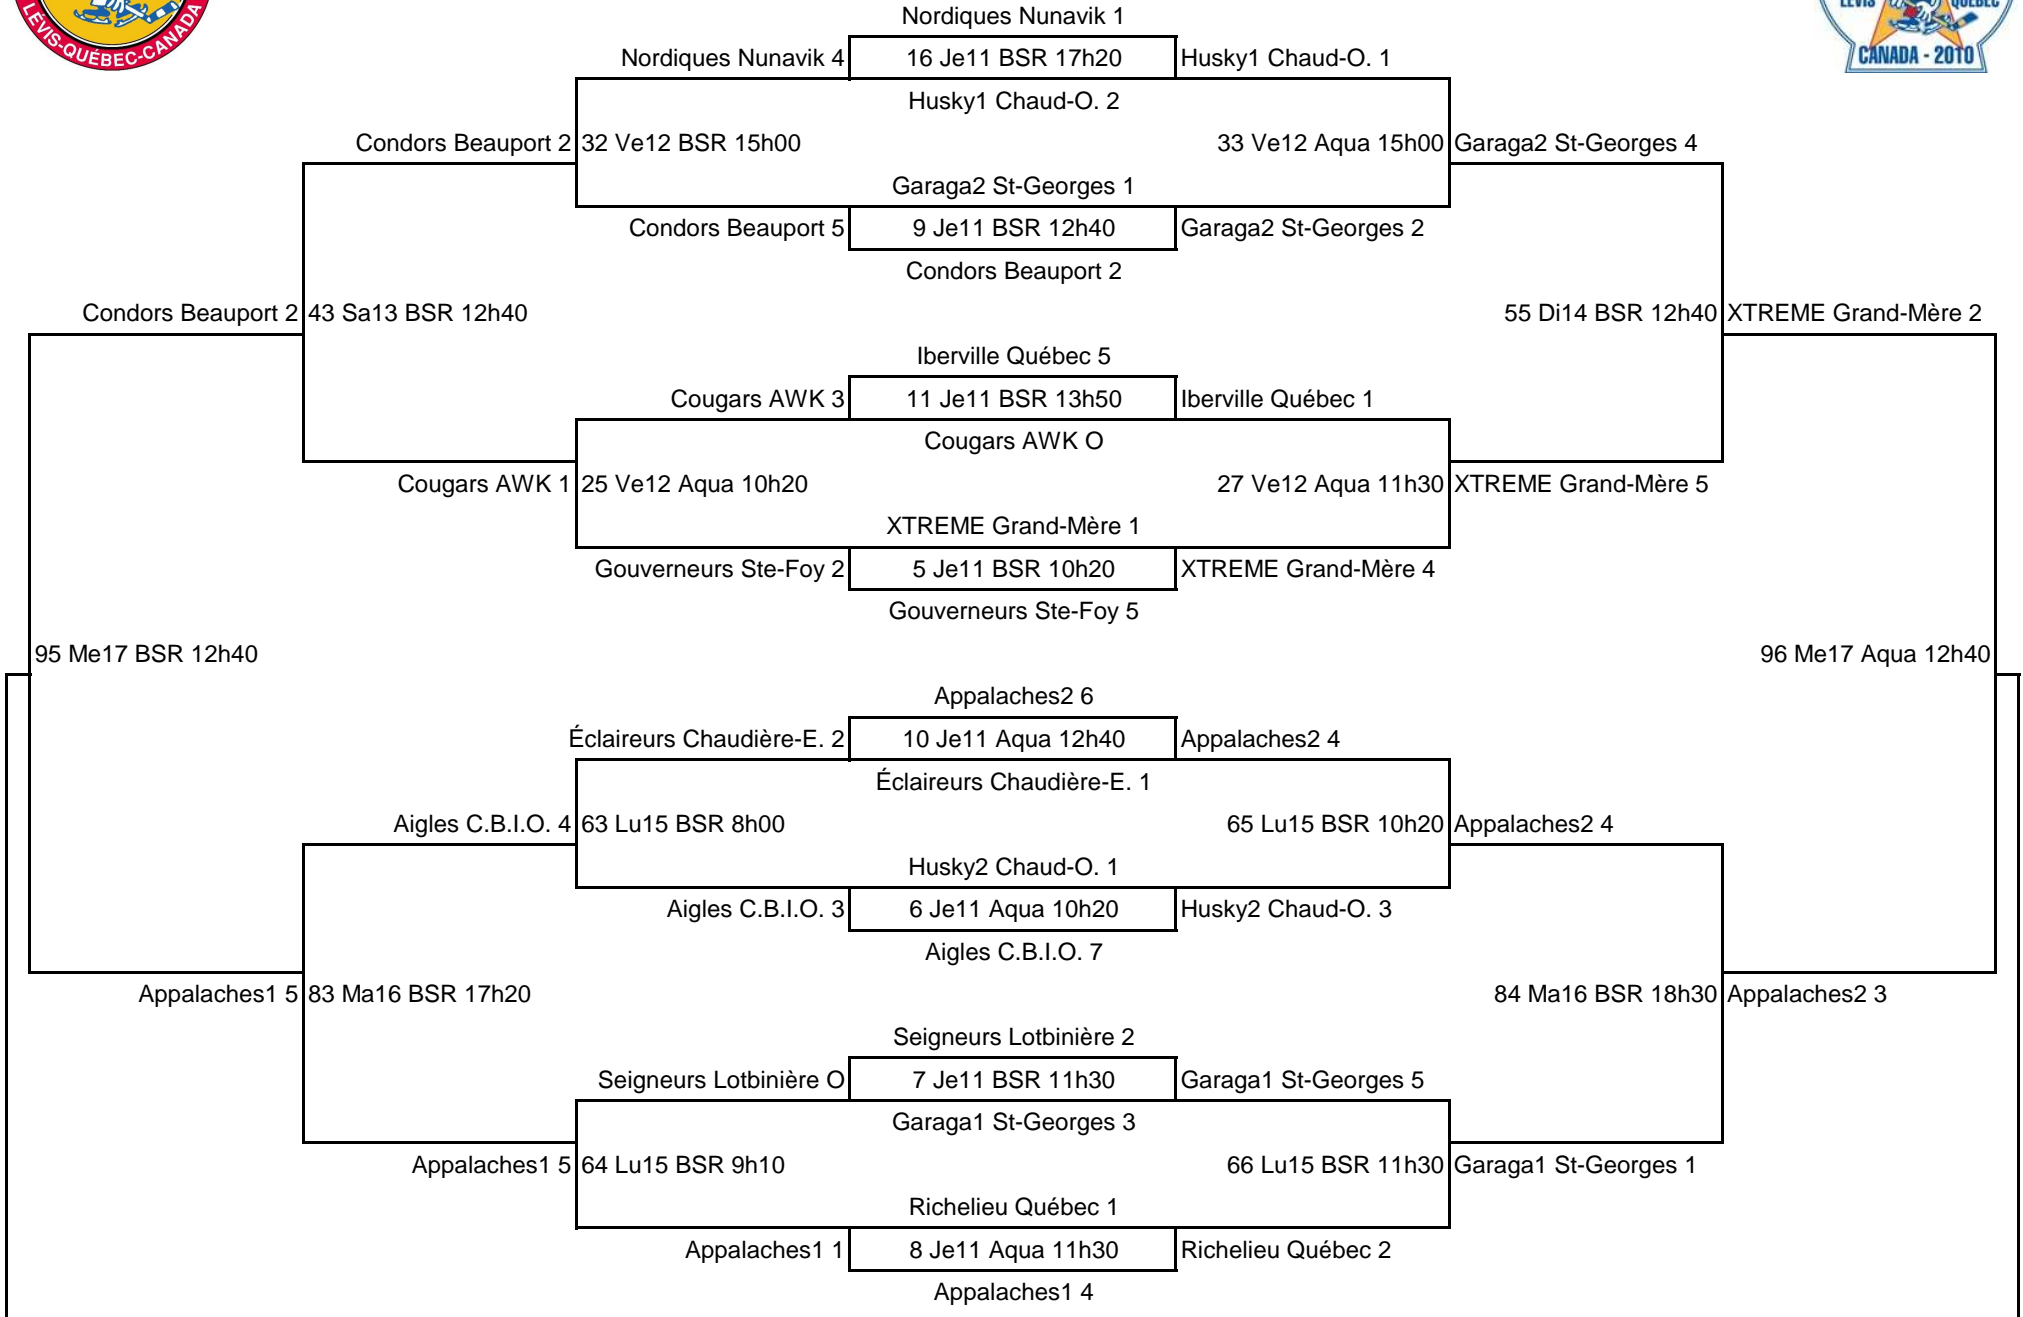 LÉVIS-QUÉBEC-CANADA
LÉVIS QUÉBEC
CANADA - 2010
Nordiques Nunavik 1
Nordiques Nunavik 4 16 Je11 BSR 17h20 Husky1 Chaud-O. 1
Husky1 Chaud-O. 2
Condors Beauport 2 32 Ve12 BSR 15h00 33 Ve12 Aqua 15h00 Garaga2 St-Georges 4
Garaga2 St-Georges 1
Condors Beauport 5 9 Je11 BSR 12h40 Garaga2 St-Georges 2
Condors Beauport 2
Condors Beauport 2 43 Sa13 BSR 12h40 55 Di14 BSR 12h40 XTREME Grand-Mère 2
Iberville Québec 5
Cougars AWK 3 11 Je11 BSR 13h50 Iberville Québec 1
Cougars AWK O
Cougars AWK 1 25 Ve12 Aqua 10h20 27 Ve12 Aqua 11h30 XTREME Grand-Mère 5
XTREME Grand-Mère 1
Gouverneurs Ste-Foy 2 5 Je11 BSR 10h20 XTREME Grand-Mère 4
Gouverneurs Ste-Foy 5
95 Me17 BSR 12h40 96 Me17 Aqua 12h40
Appalaches2 6
Éclaireurs Chaudière-E. 2 10 Je11 Aqua 12h40 Appalaches2 4
Éclaireurs Chaudière-E. 1
Aigles C.B.I.O. 4 63 Lu15 BSR 8h00 65 Lu15 BSR 10h20 Appalaches2 4
Husky2 Chaud-O. 1
Aigles C.B.I.O. 3 6 Je11 Aqua 10h20 Husky2 Chaud-O. 3
Aigles C.B.I.O. 7
Appalaches1 5 83 Ma16 BSR 17h20 84 Ma16 BSR 18h30 Appalaches2 3
Seigneurs Lotbinière 2
Seigneurs Lotbinière O 7 Je11 BSR 11h30 Garaga1 St-Georges 5
Garaga1 St-Georges 3
Appalaches1 5 64 Lu15 BSR 9h10 66 Lu15 BSR 11h30 Garaga1 St-Georges 1
Richelieu Québec 1
Appalaches1 1 8 Je11 Aqua 11h30 Richelieu Québec 2
Appalaches1 4